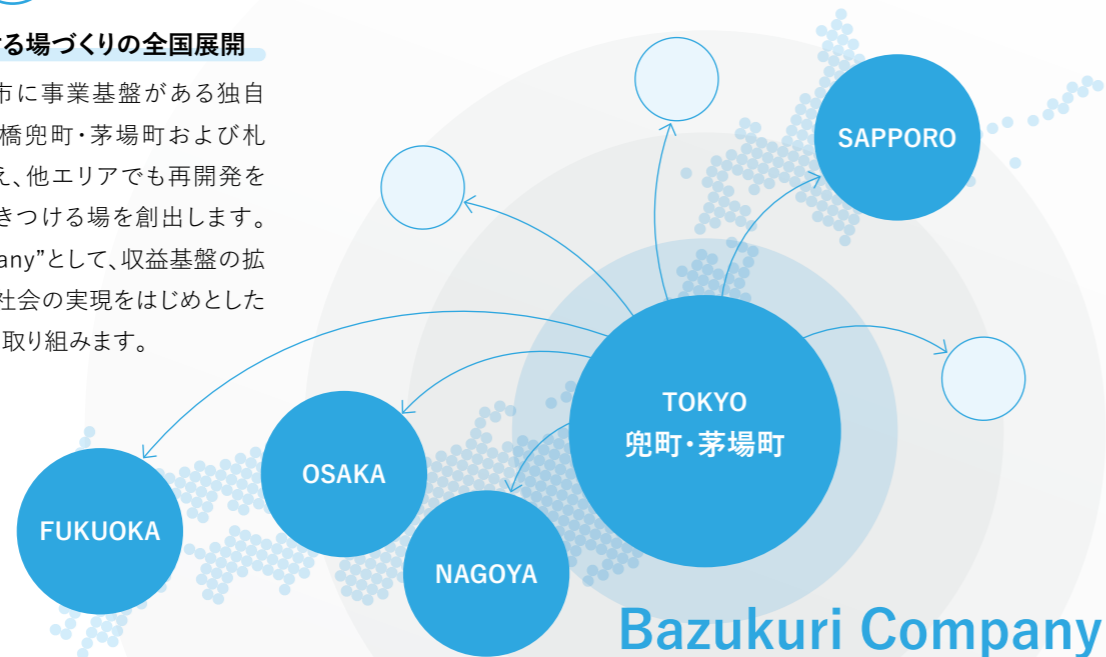 る場づくりの全国展開
市に事業基盤がある独自
橋兜町・茅場町および札
え、他エリアでも再開発を
きつける場を創出します。
any”として、収益基盤の拡
社会の実現をはじめとした
取り組みます。
SAPPORO
TOKYO
兜町・茅場町
OSAKA
FUKUOKA
NAGOYA
Bazukuri Company